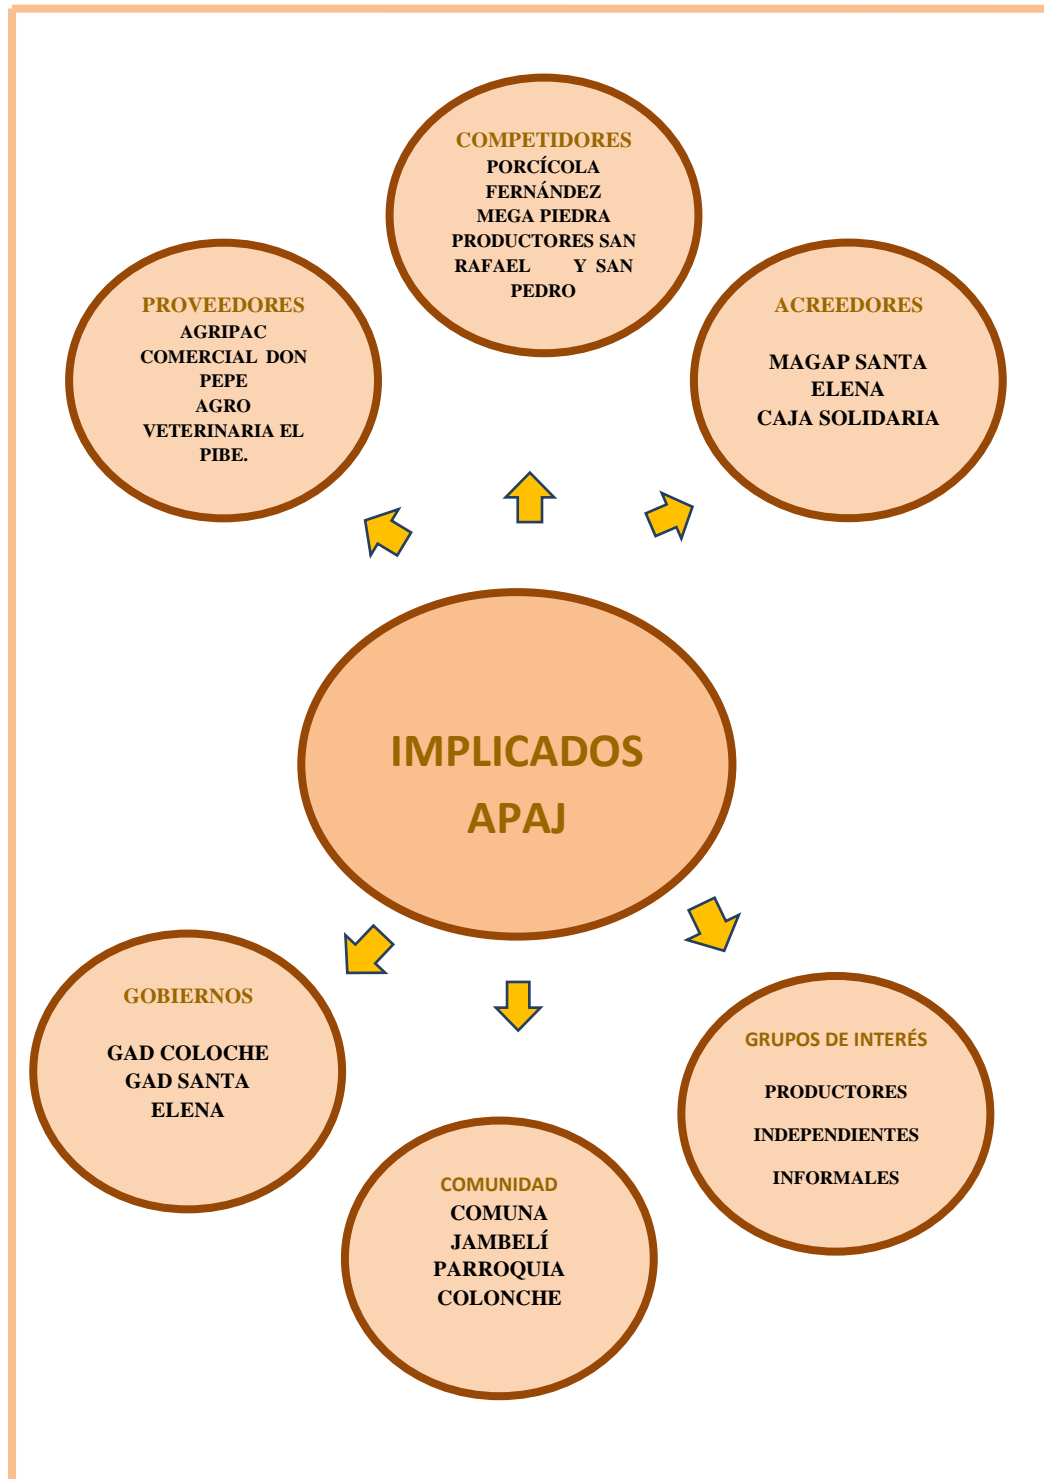 COMPETIDORES
PORCÍCOLA
FERNÁNDEZ
MEGA PIEDRA
PRODUCTORES SAN
RAFAEL Y SAN
PEDRO
PROVEEDORES
AGRIPAC
COMERCIAL DON
PEPE
AGRO
VETERINARIA EL
PIBE.
ACREEDORES
MAGAP SANTA
ELENA
CAJA SOLIDARIA
IMPLICADOS
APAJ
GOBIERNOS
GAD COLOCHE
GAD SANTA
ELENA
COMUNIDAD
COMUNA
JAMBELÍ
PARROQUIA
COLONCHE
GRUPOS DE INTERÉS
PRODUCTORES
INDEPENDIENTES
INFORMALES